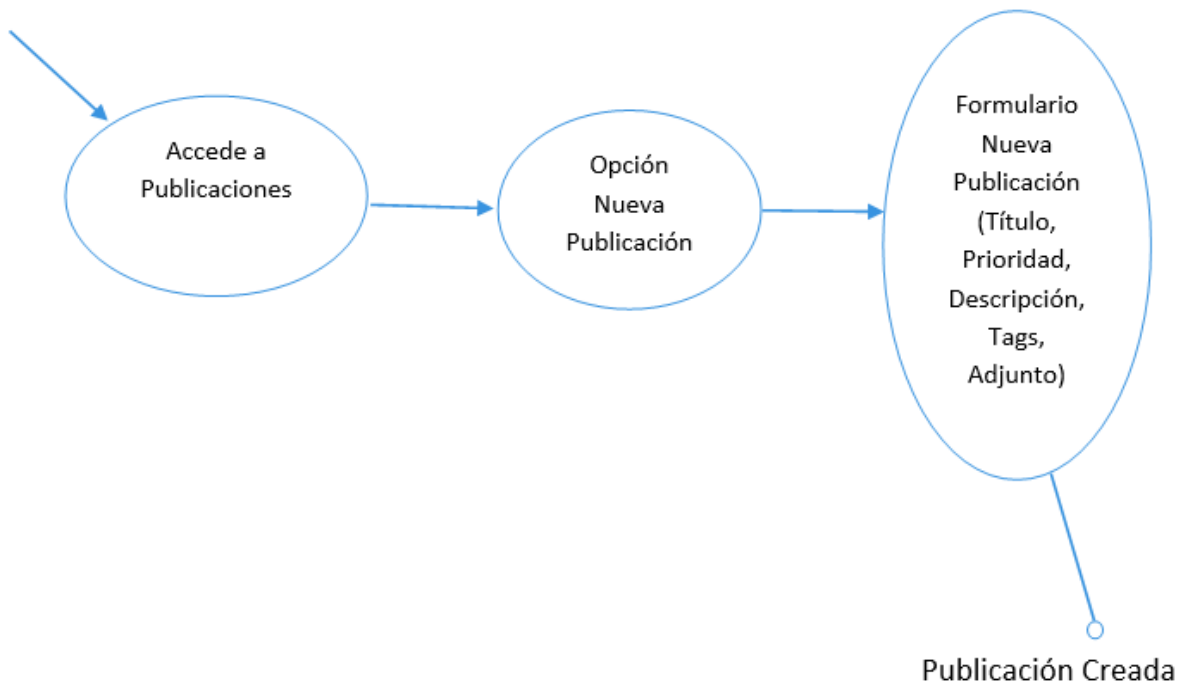 Accede a
Publicaciones
Opción
Nueva
Publicación
Formulario
Nueva
Publicación
(Título,
Prioridad,
Descripción,
Tags,
Adjunto)
Publicación Creada